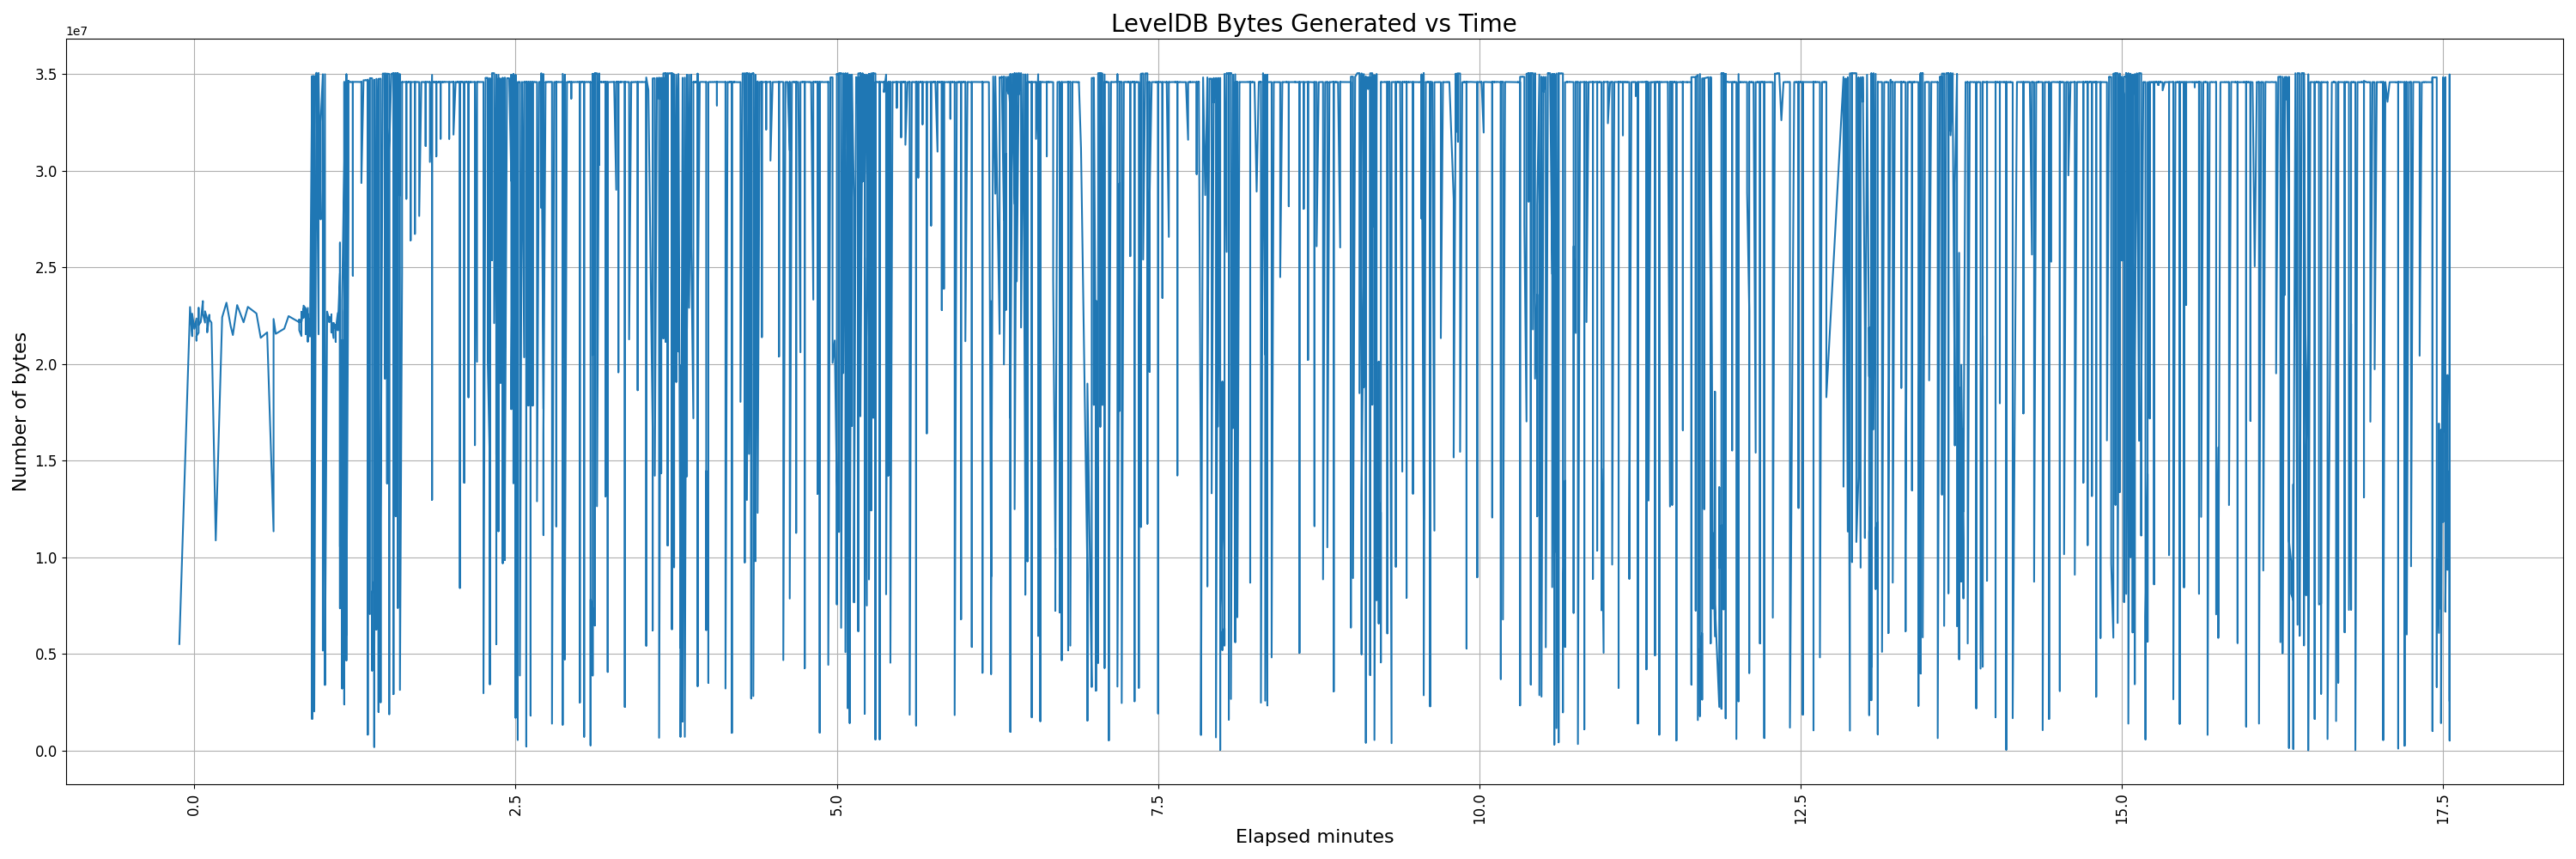 LevelDB Bytes Generated vs Time
1e7
3.5
3.0
2.5
2.0
1.5
1.0
0.5
0.0
Number of bytes
0.0 2.5 5.0 7.5 10.0 12.5 15.0 17.5
Elapsed minutes